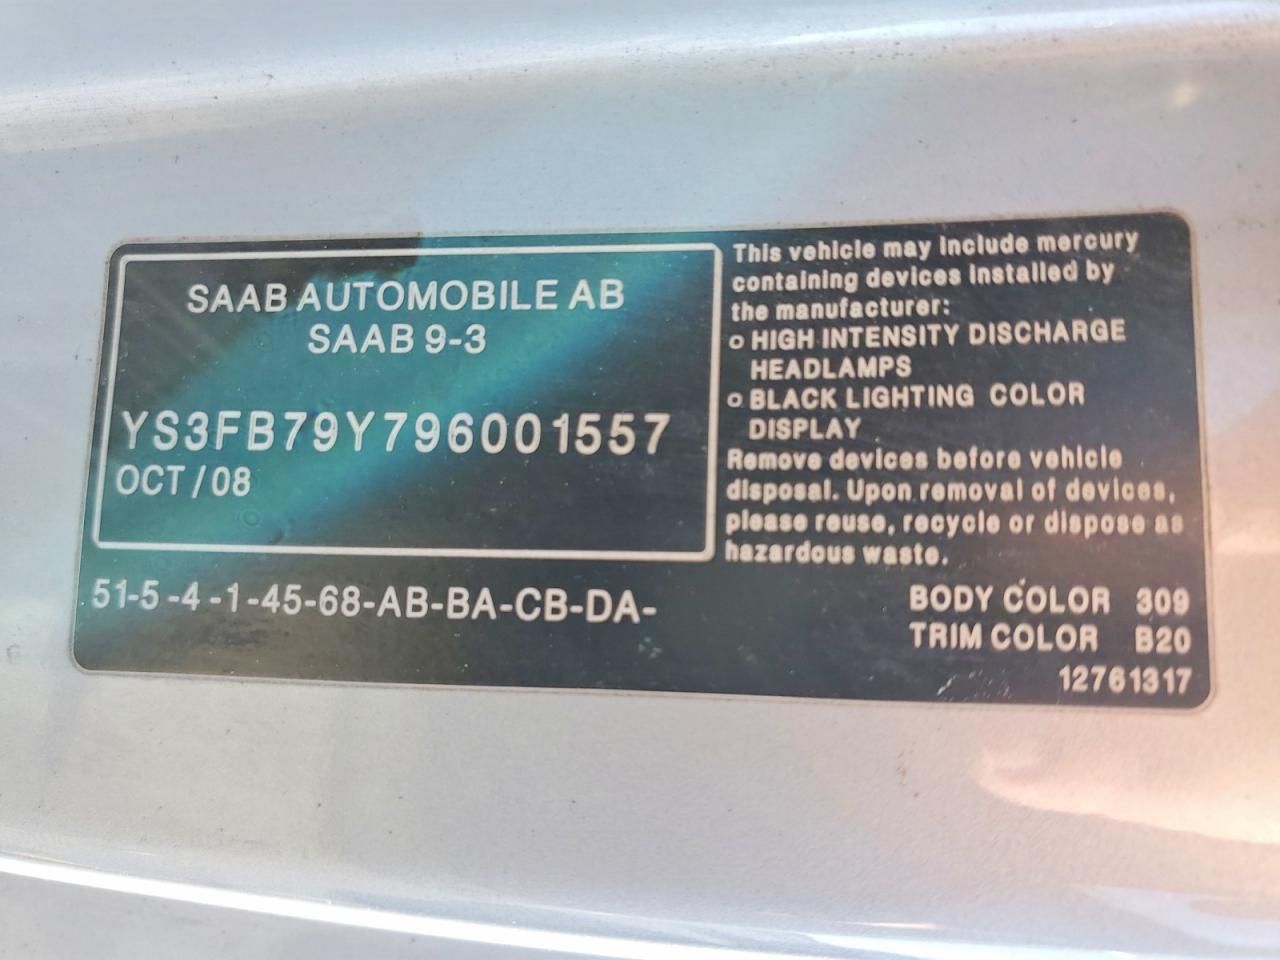 SAAB AUTOMOBILE AB
SAAB 9-3
YS3FB79Y796001557
OCT / 08
51-5-4-1-45-68-AB-BA-CB-DA-
This vehicle may include mercury
containing devices installed by
the manufacturer:
o HIGH INTENSITY DISCHARGE
HEADLAMPS
o BLACK LIGHTING COLOR
DISPLAY
Remove devices before vehicle
disposal. Upon removal of devices,
please reuse, recycle or dispose as
hazardous waste.
BODY COLOR 309
TRIM COLOR B20
12761317